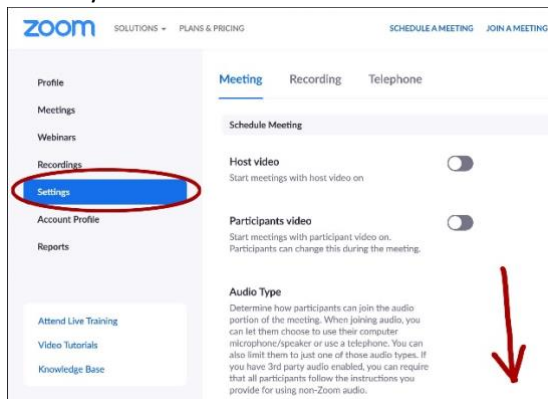 zoom SOLUTIONS PLANS & PRICING SCHEDULE A MEETING JOIN A MEETING
Profile
Meetings
Webinars
Recordings
Settings
Account Profile
Reports
Attend Live Training
Video Tutorials
Knowledge Base
Meeting Recording Telephone
Schedule Meeting
Host video
Start meetings with host video on
Participants video
Start meetings with participant video on.
Participants can change this during the meeting.
Audio Type
Determine how participants can join the audio
portion of the meeting. When joining audio, you
can let them choose to use their computer
microphone/speaker or use a telephone. You can
also limit them to just one of those audio types. If
you have 3rd party audio enabled, you can require
that all participants follow the instructions you
provide for using non-Zoom audio.